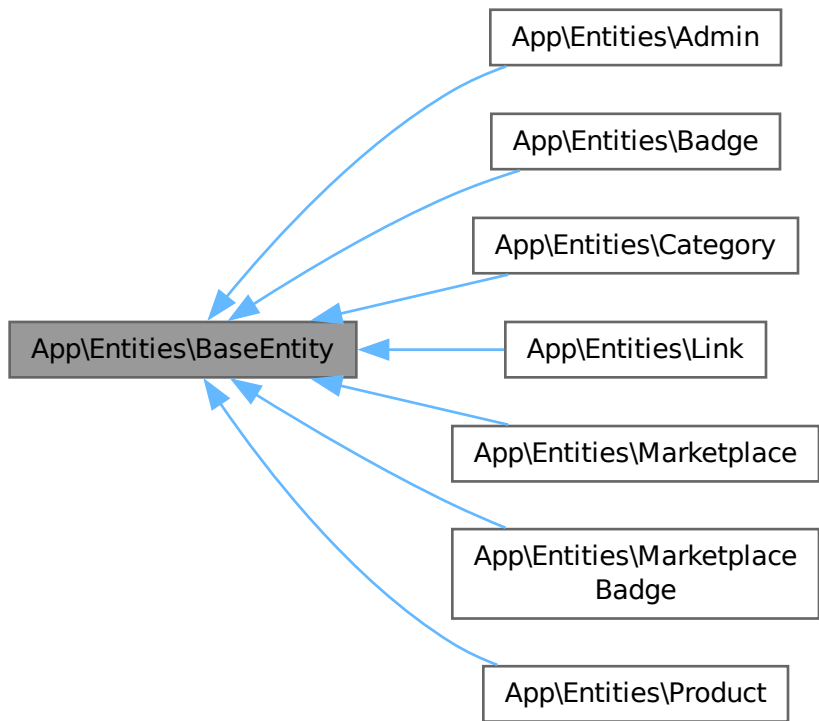 App\Entities\Admin
App\Entities\Badge
App\Entities\Category
App\Entities\BaseEntity
App\Entities\Link
App\Entities\Marketplace
App\Entities\Marketplace
Badge
App\Entities\Product